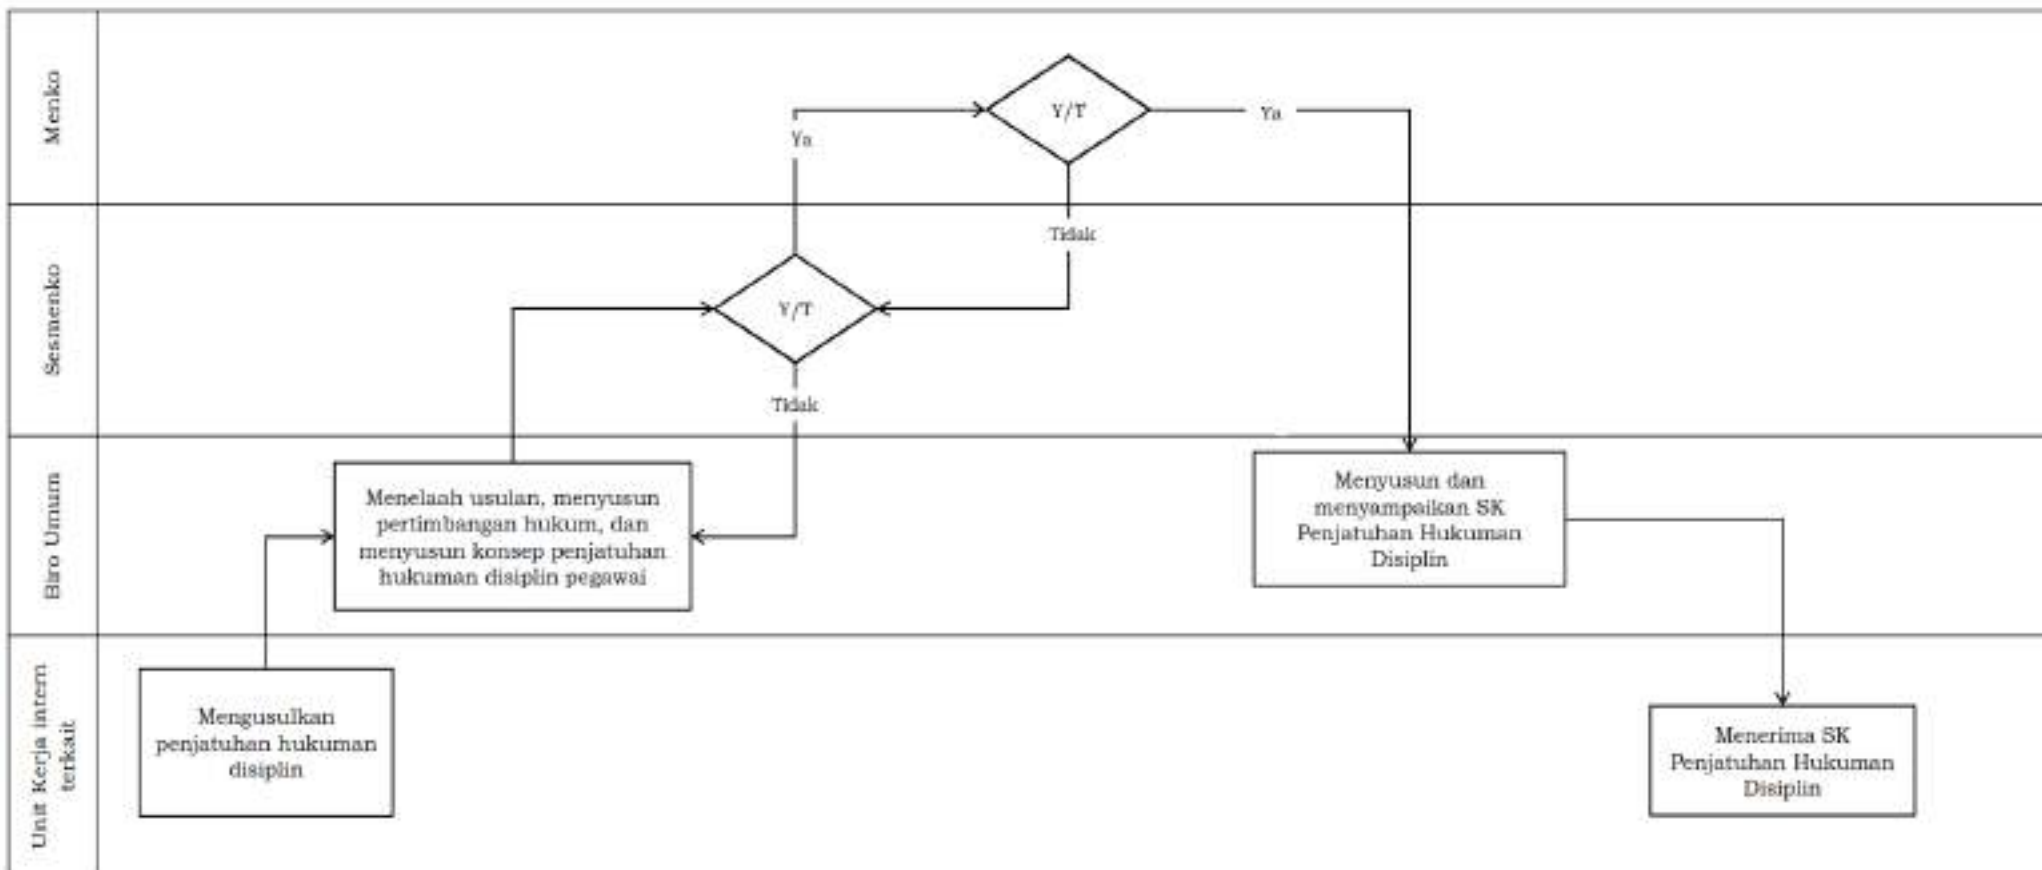 Menko
Y/T
Ya
Ya
Sesmenko
Tidak
Y/T
Tidak
Biro Umum
Menelaah usulan, menyusun
pertimbangan hukum, dan
menyusun konsep penjatuhan
hukuman disiplin pegawai
Menyusun dan
menyampaikan SK
Penjatuhan Hukuman
Disiplin
Unit Kerja intern
terkait
Mengusulkan
penjatuhan hukuman
disiplin
Menerima SK
Penjatuhan Hukuman
Disiplin